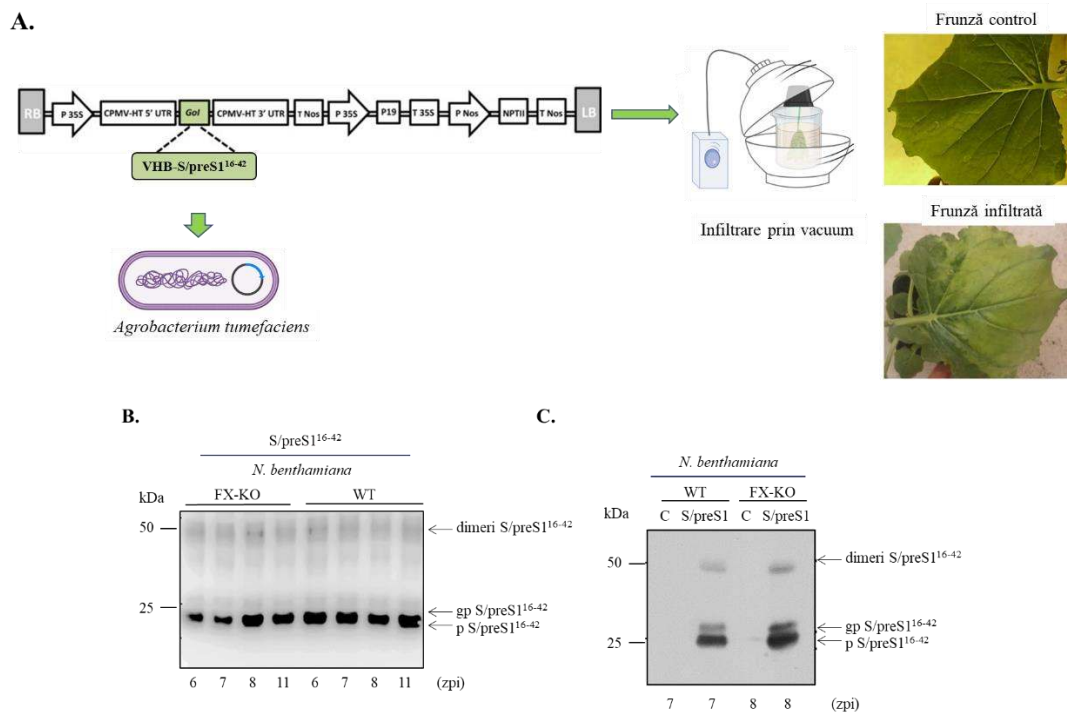 A.
Frunză control
RB P 35S CPMV-HT 5' UTR GoI CPMV-HT 3' UTR T Nos P 35S P19 T 35S P Nos NPTII T Nos LB
VHB-S/preS1¹⁶⁻⁴²
Infiltrare prin vacuum
Frunză infiltrată
Agrobacterium tumefaciens
B.
S/preS1¹⁶⁻⁴²
N. benthamiana
FX-KO WT
kDa
50
dimeri S/preS1¹⁶⁻⁴²
25
gp S/preS1¹⁶⁻⁴²
p S/preS1¹⁶⁻⁴²
6 7 8 11 6 7 8 11 (zpi)
C.
N. benthamiana
WT FX-KO
C S/preS1 C S/preS1
kDa
50
dimeri S/preS1¹⁶⁻⁴²
gp S/preS1¹⁶⁻⁴²
25
p S/preS1¹⁶⁻⁴²
7 7 8 8 (zpi)